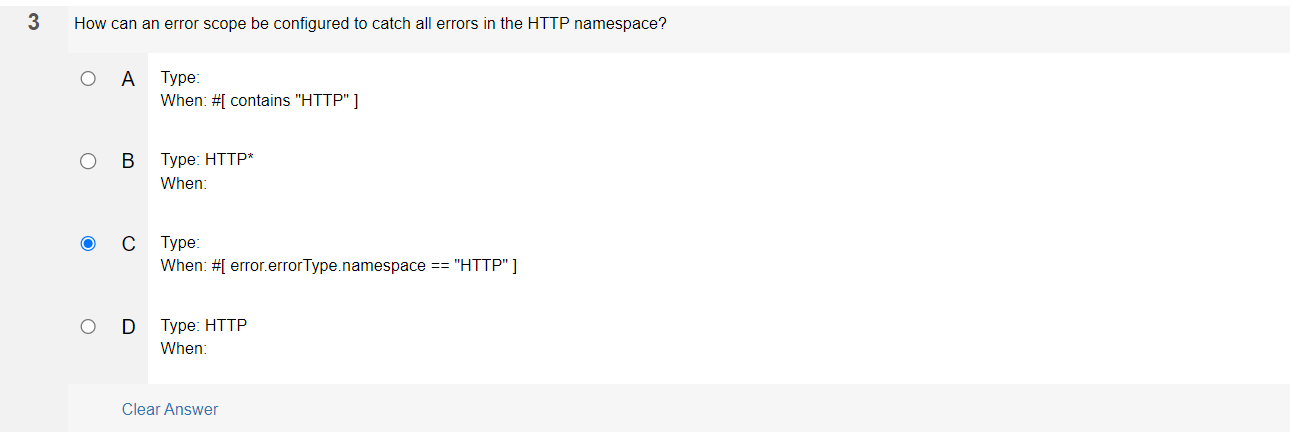 3 How can an error scope be configured to catch all errors in the HTTP namespace?
A Type:
When: #[ contains "HTTP" ]
B Type: HTTP*
When:
C Type:
When: #[ error.errorType.namespace == "HTTP" ]
D Type: HTTP
When:
Clear Answer